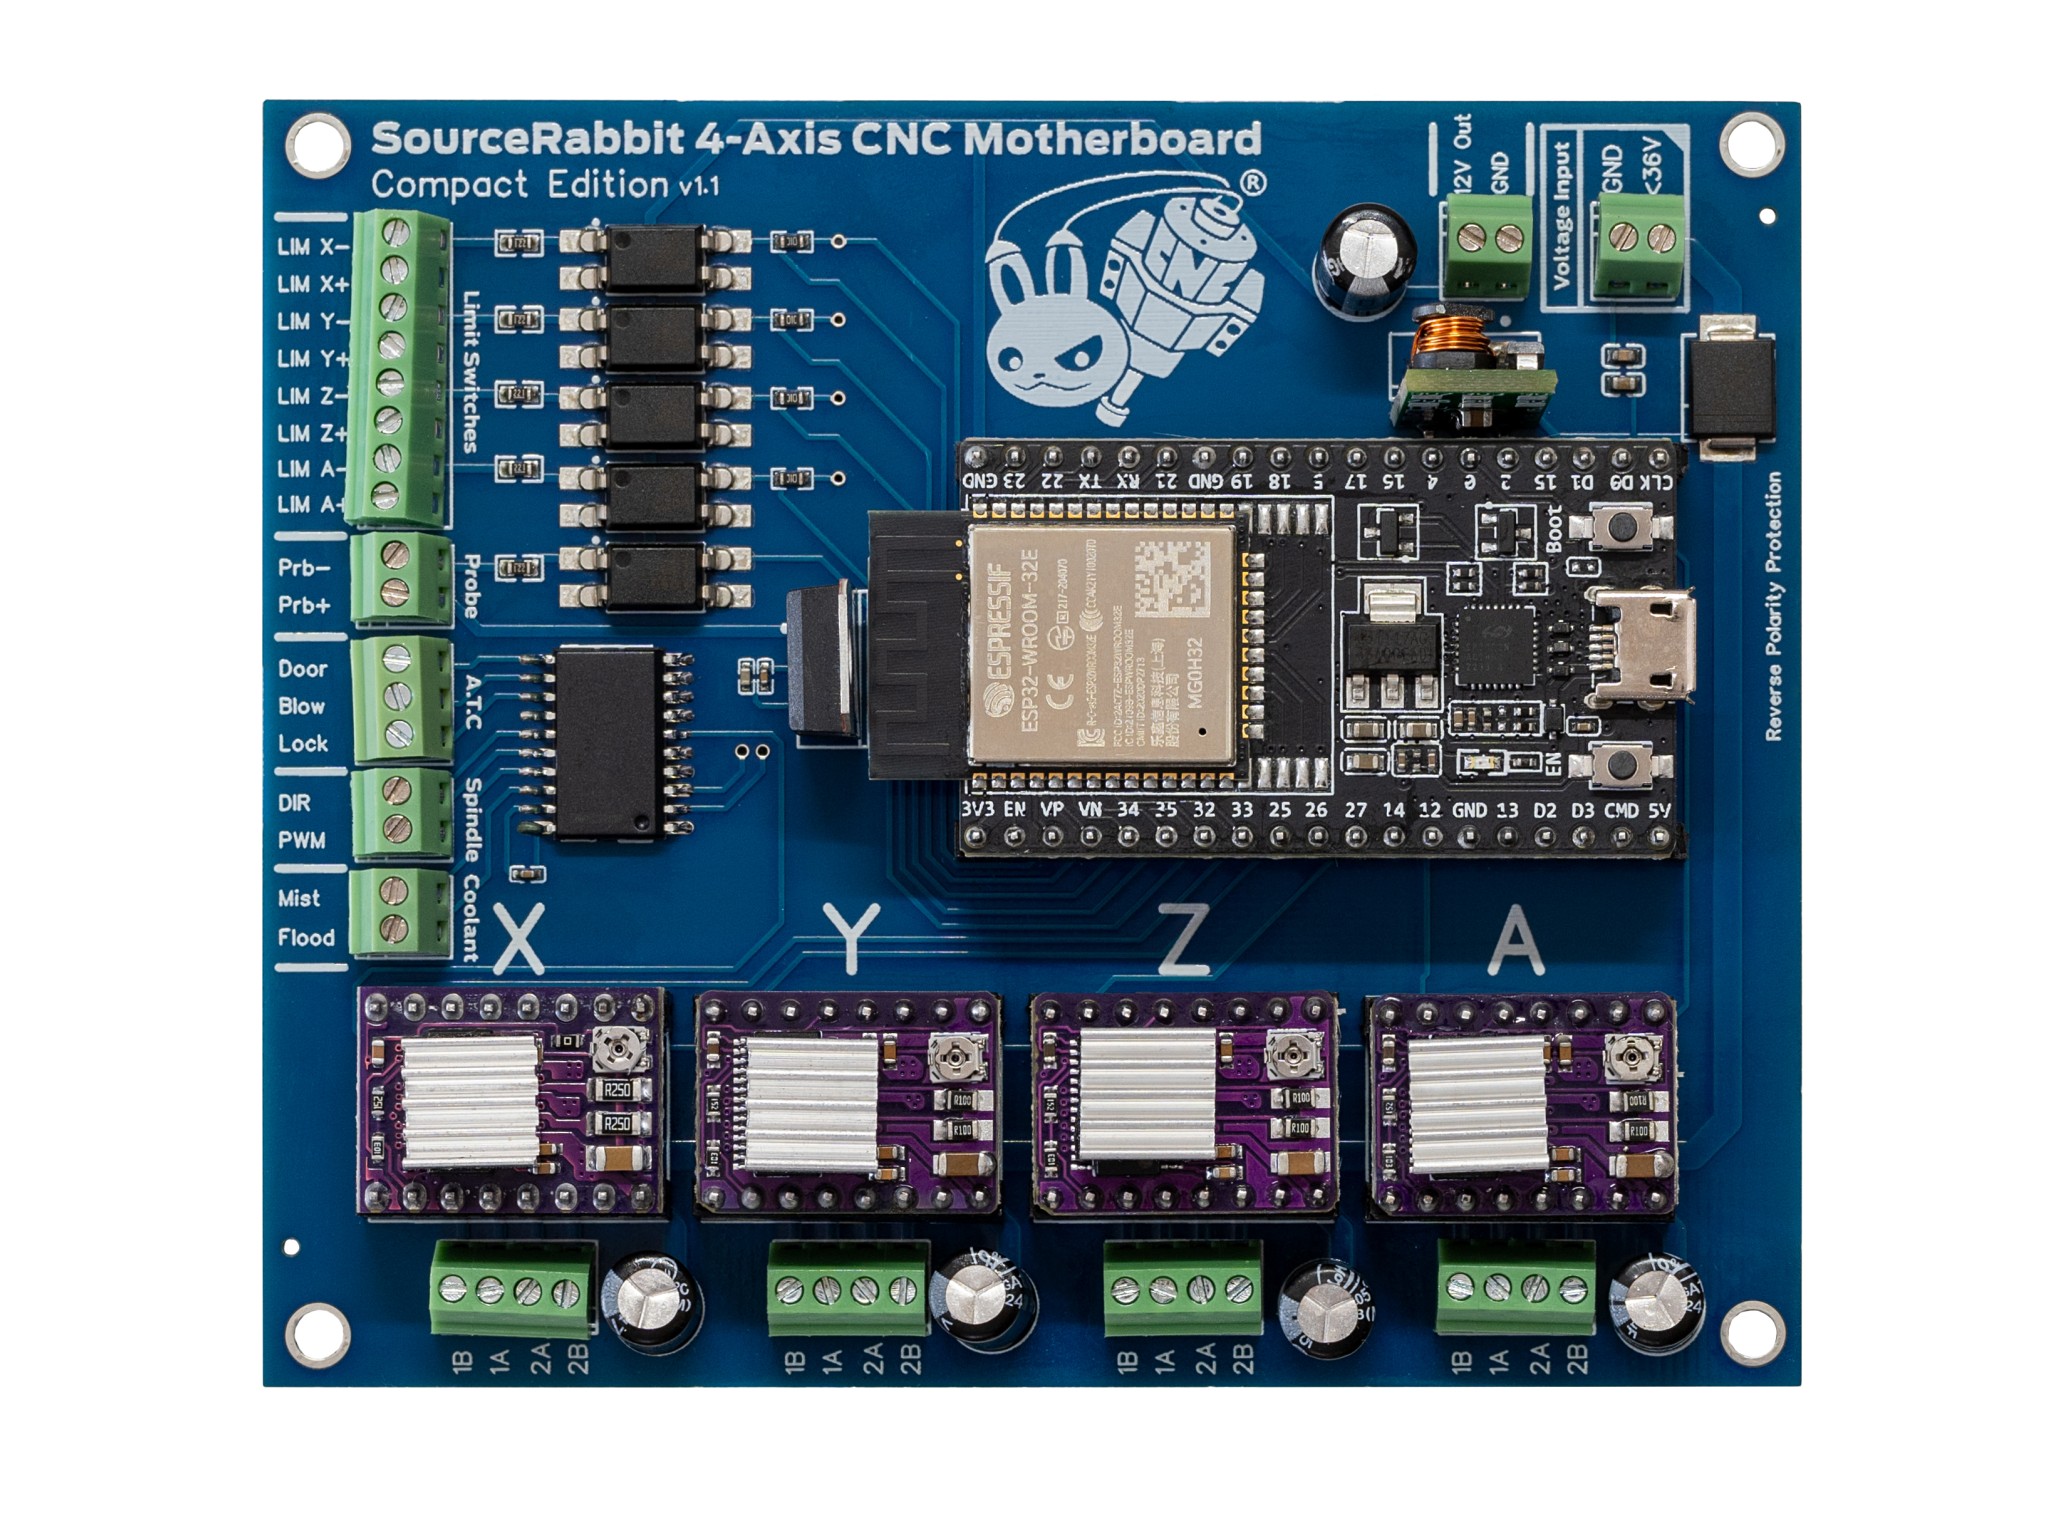 SourceRabbit 4-Axis CNC Motherboard
Compact Edition v1.1
®
CNC
12V Out
GND
Voltage Input
GND
<36V
LIM X-
LIM X+
LIM Y-
LIM Y+
LIM Z-
LIM Z+
LIM A-
LIM A+
Limit Switches
Prb-
Prb+
Probe
Door
Blow
Lock
A.T.C
DIR
PWM
Spindle
Mist
Flood
Coolant
Reverse Polarity Protection
GND 23 22 TX RX 21 GND 19 18 5 17
15 D1 CLK
Boot
EN
ESPRESSIF
ESP32-WROOM-32E
CE
MG0H32
3V3 EN VP VN 34 35 32 33 25 26 27 14 12 GND 13 D2 D3 CMD 5V
X
Y
Z
A
R250
R250
R100
R100
R100
R100
R100
R100
1B 1A 2A 2B
1B 1A 2A 2B
1B 1A 2A 2B
1B 1A 2A 2B